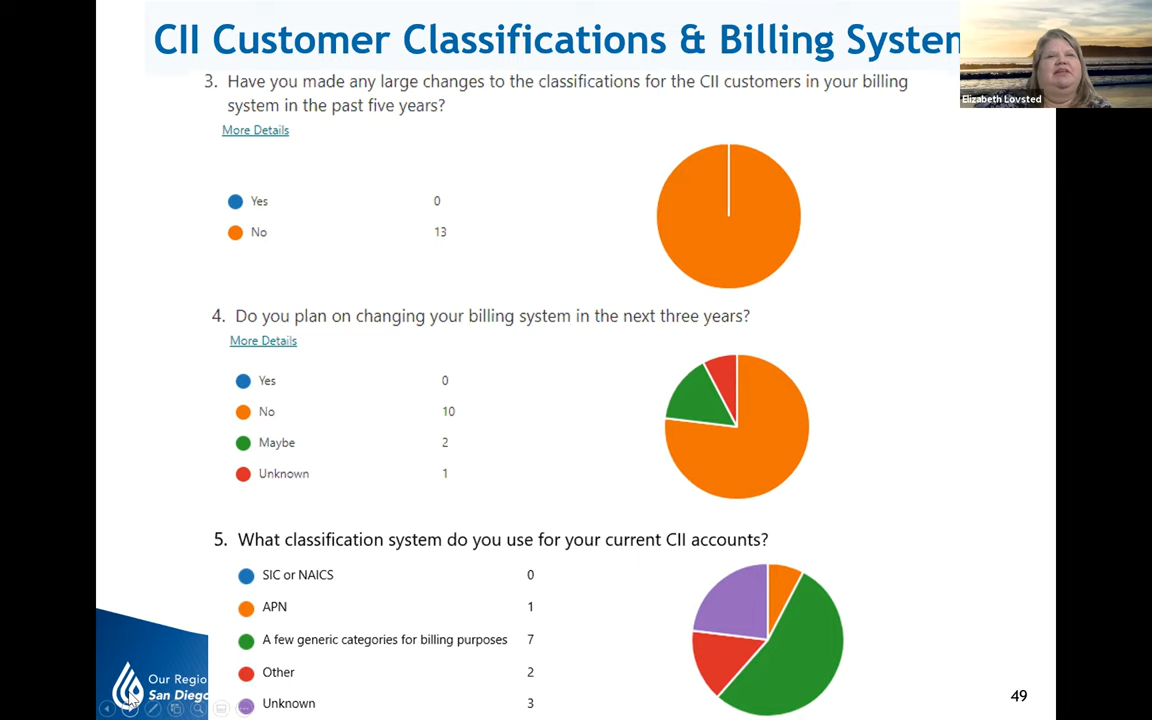 CII Customer Classifications & Billing System
Elizabeth Lovsted
3. Have you made any large changes to the classifications for the CII customers in your billing
system in the past five years?
More Details
Yes 0
No 13
4. Do you plan on changing your billing system in the next three years?
More Details
Yes 0
No 10
Maybe 2
Unknown 1
5. What classification system do you use for your current CII accounts?
SIC or NAICS 0
APN 1
A few generic categories for billing purposes 7
Other 2
Unknown 3
Our Regio
San Diego
49